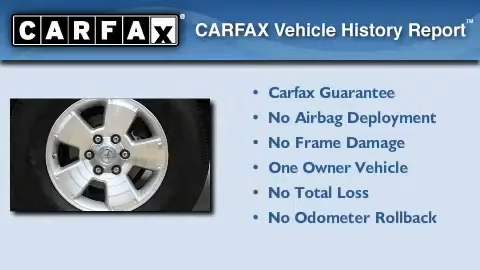 CARFAX® CARFAX Vehicle History Report™
• Carfax Guarantee
• No Airbag Deployment
• No Frame Damage
• One Owner Vehicle
• No Total Loss
• No Odometer Rollback